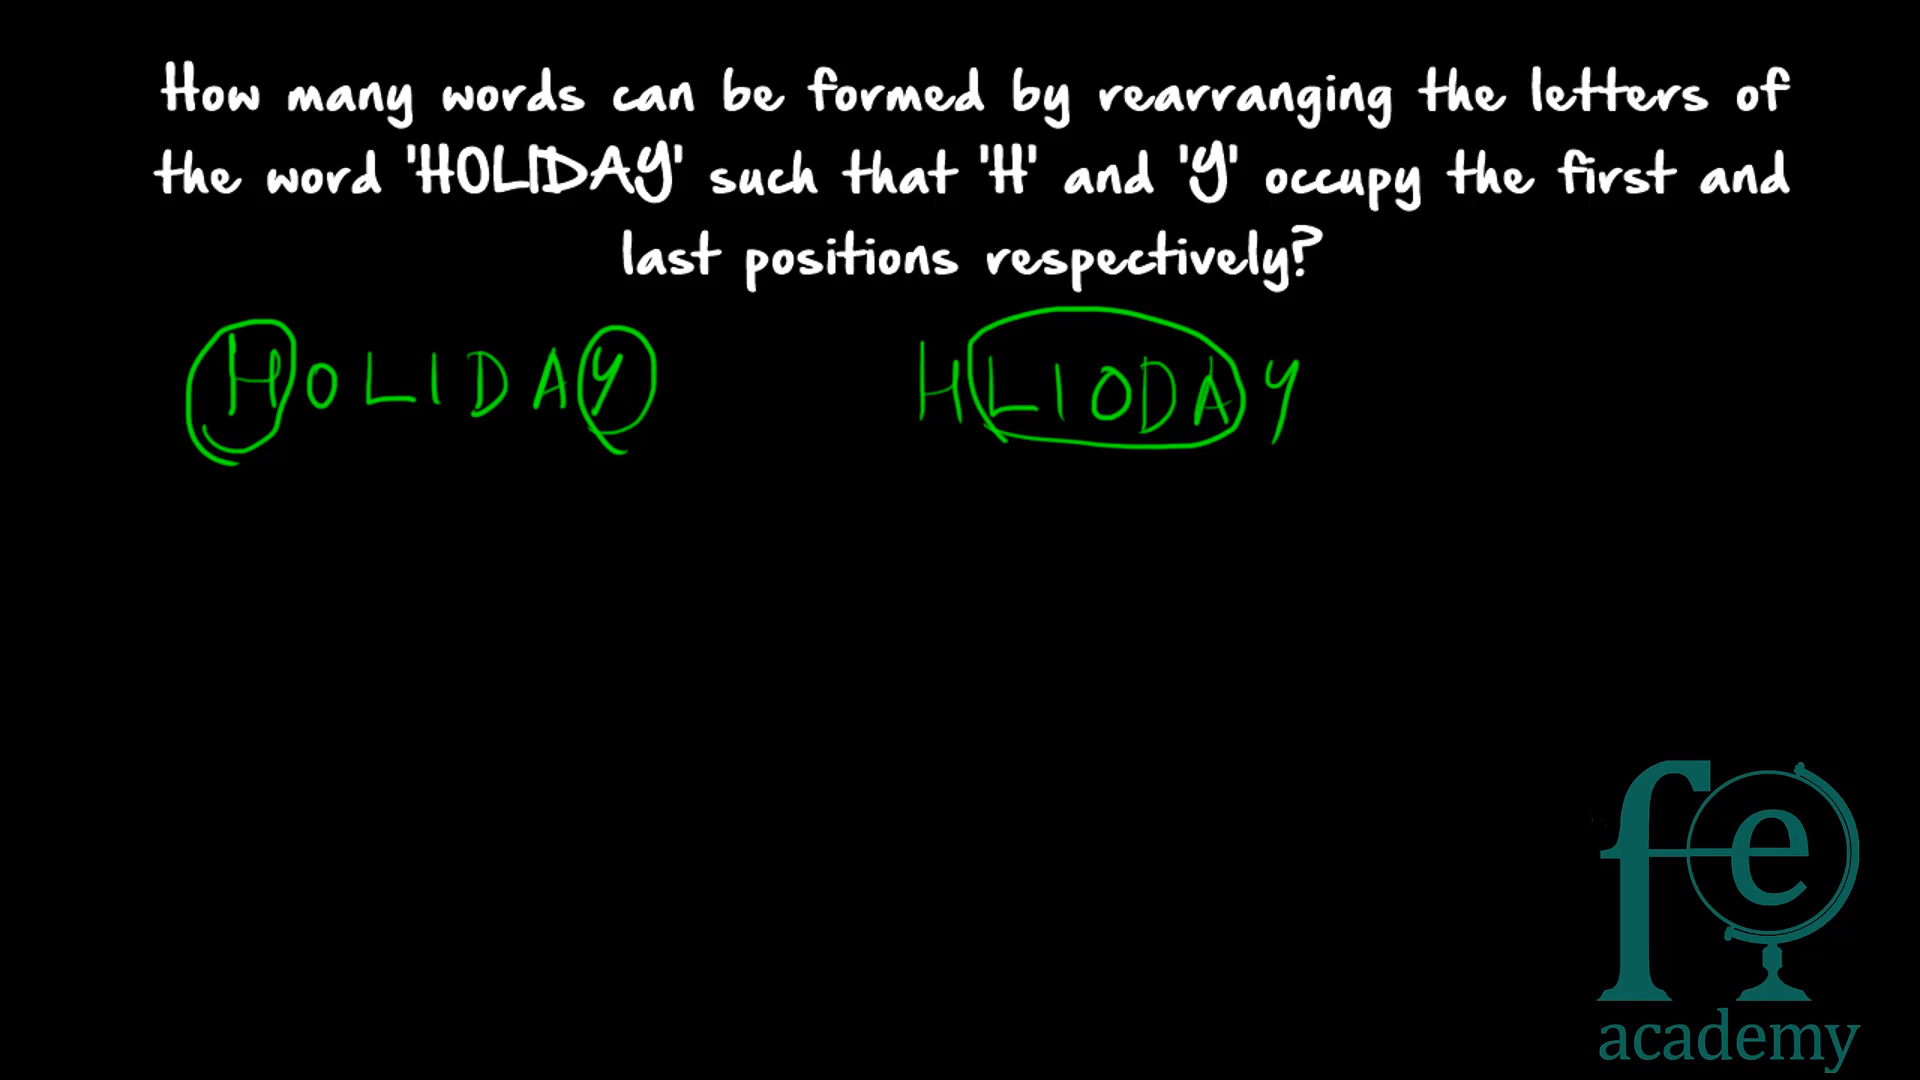 How many words can be formed by rearranging the letters of
the word 'HOLIDAY' such that 'H' and 'Y' occupy the first and
last positions respectively?
HOLIDAY
HLIODAY
fe
academy